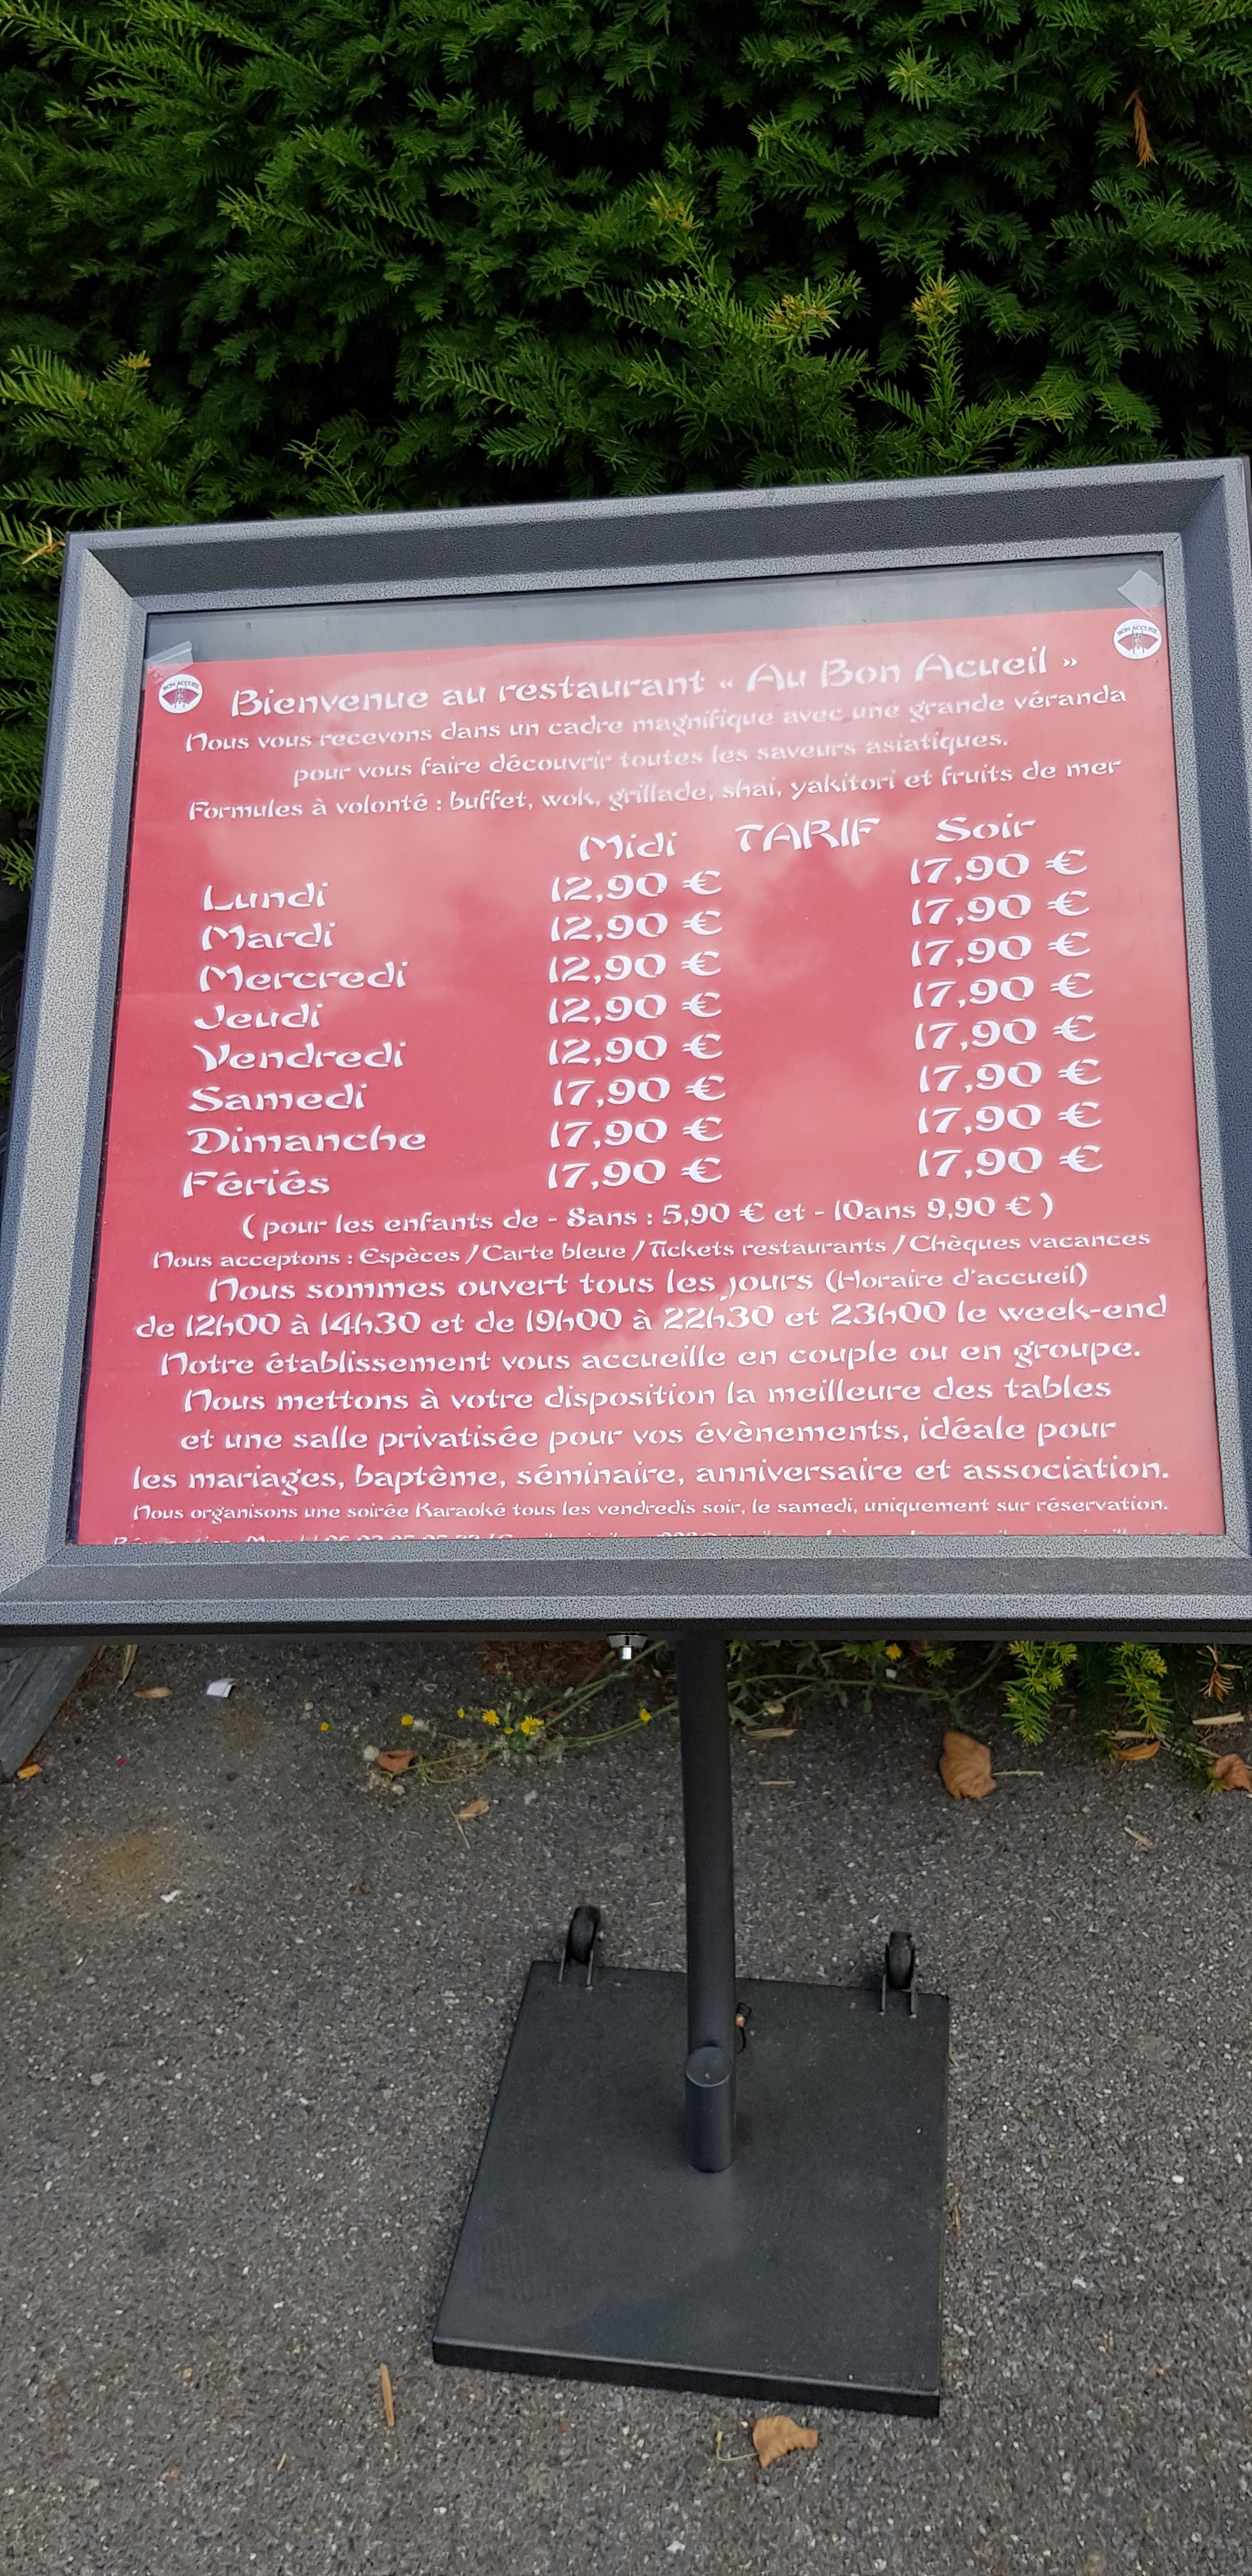 BON ACCUEIL
BON ACCUEIL
Bienvenue au restaurant « Au Bon Acueil »
Nous vous recevons dans un cadre magnifique avec une grande véranda
pour vous faire découvrir toutes les saveurs asiatiques.
Formules à volonté : buffet, wok, grillade, shai, yakitori et fruits de mer
Midi TARIF Soir
Lundi 12,90 € 17,90 €
Mardi 12,90 € 17,90 €
Mercredi 12,90 € 17,90 €
Jeudi 12,90 € 17,90 €
Vendredi 12,90 € 17,90 €
Samedi 17,90 € 17,90 €
Dimanche 17,90 € 17,90 €
Fériés 17,90 € 17,90 €
( pour les enfants de - 8ans : 5,90 € et - 10ans 9,90 € )
Nous acceptons : Espèces / Carte bleue / Tickets restaurants / Chèques vacances
Nous sommes ouvert tous les jours (Horaire d'accueil)
de 12h00 à 14h30 et de 19h00 à 22h30 et 23h00 le week-end
Notre établissement vous accueille en couple ou en groupe.
Nous mettons à votre disposition la meilleure des tables
et une salle privatisée pour vos évènements, idéale pour
les mariages, baptême, séminaire, anniversaire et association.
Nous organisons une soirée Karaoké tous les vendredis soir, le samedi, uniquement sur réservation.